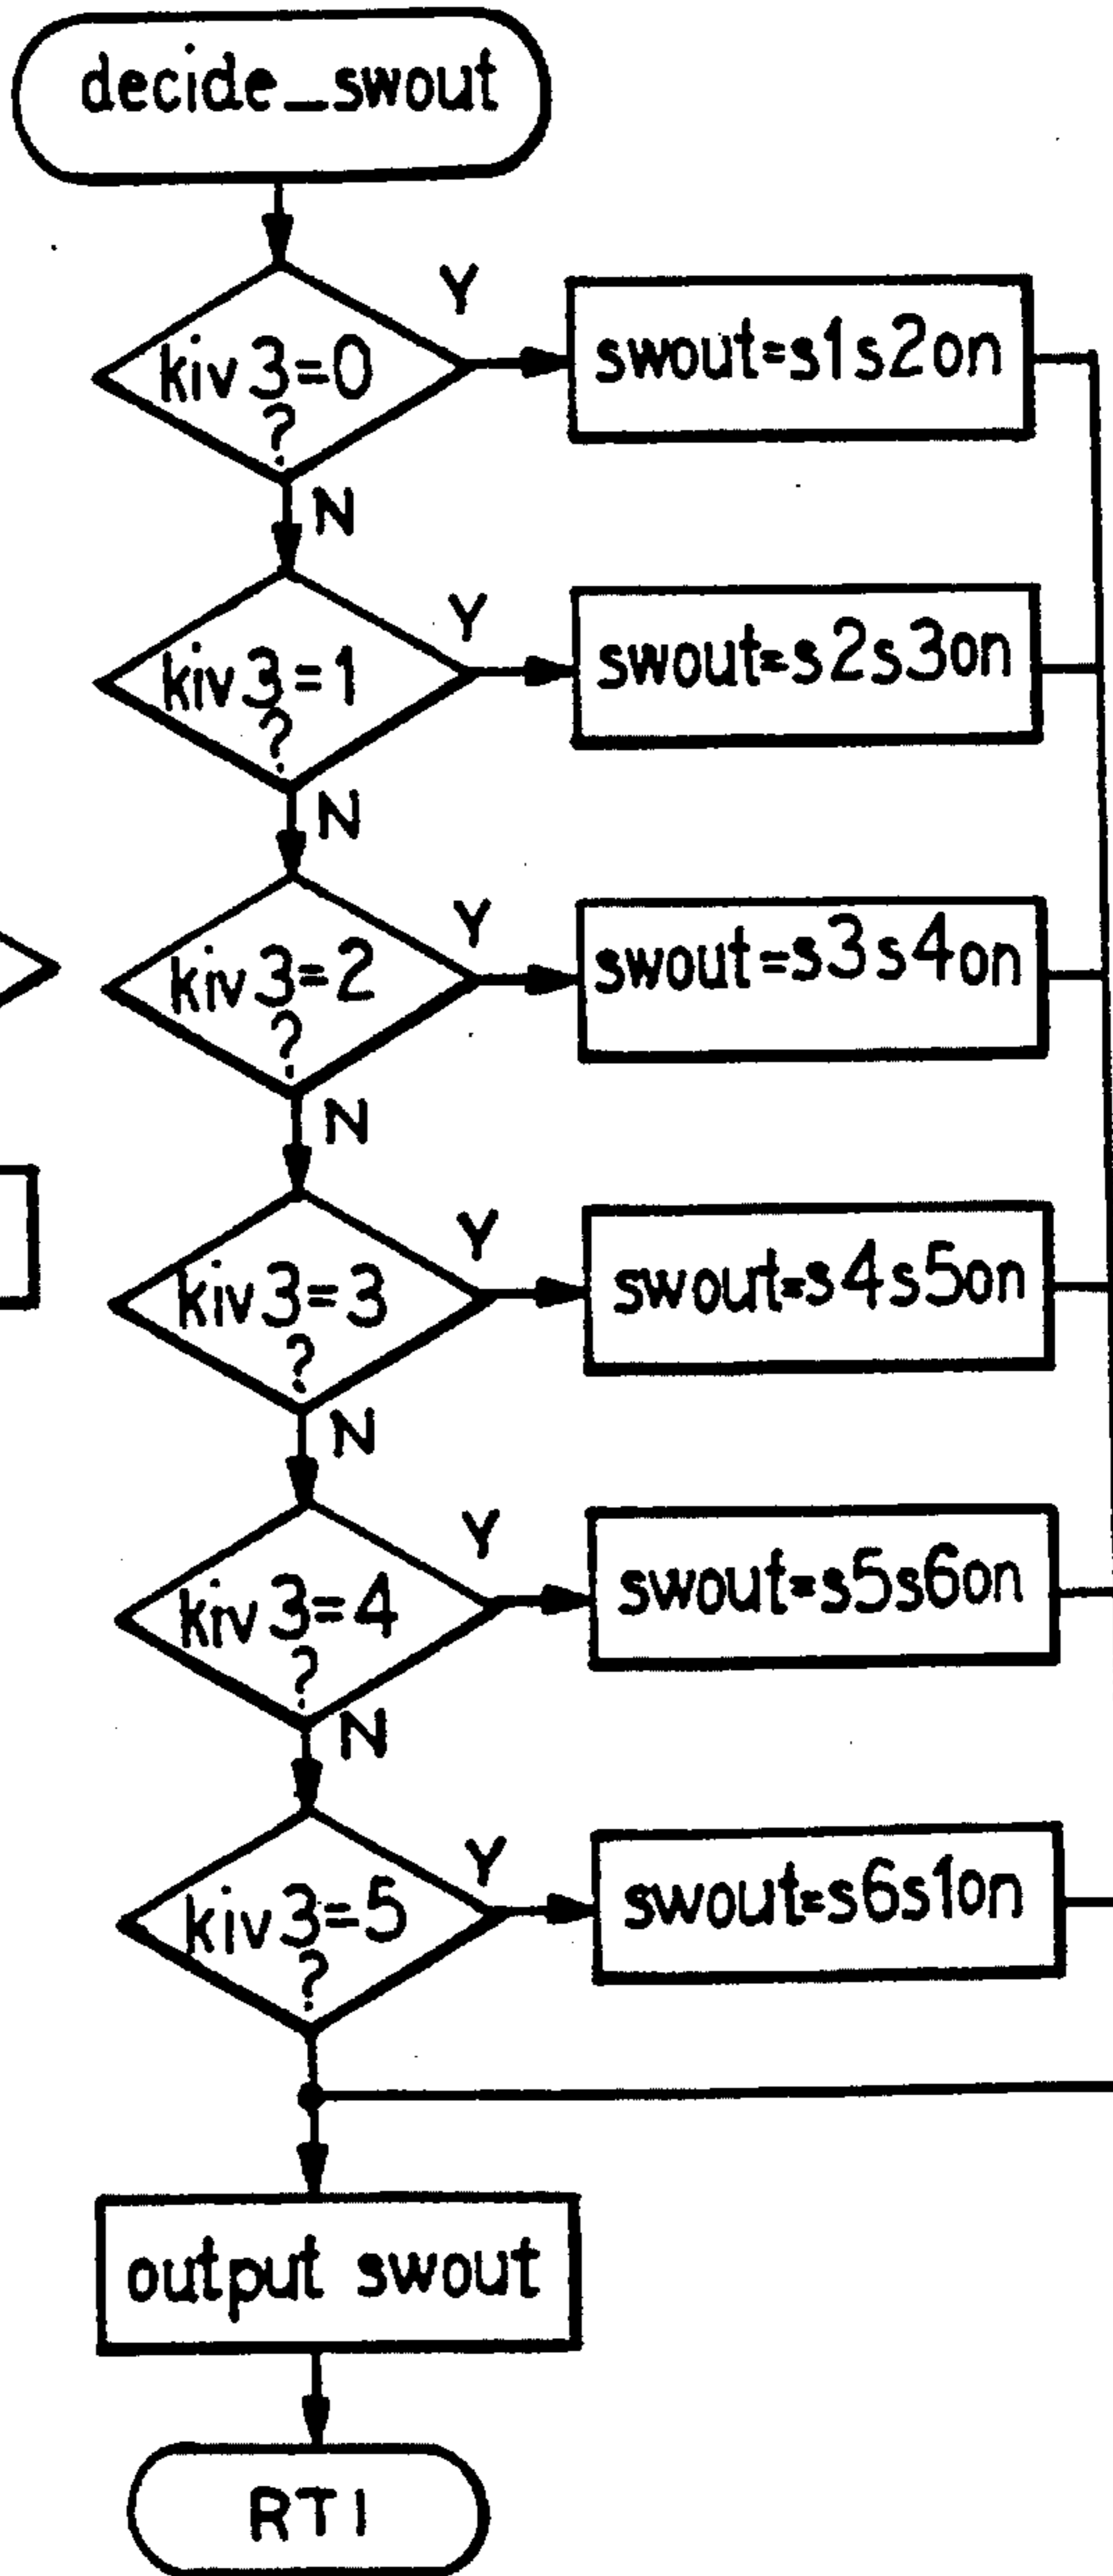 decide_swout
Y
kiv3=0
?
swout=s1s2on
N
Y
kiv3=1
?
swout=s2s3on
N
Y
kiv3=2
?
swout=s3s4on
N
Y
kiv3=3
?
swout=s4s5on
N
Y
kiv3=4
?
swout=s5s6on
N
Y
kiv3=5
?
swout=s6s1on
output swout
RTI